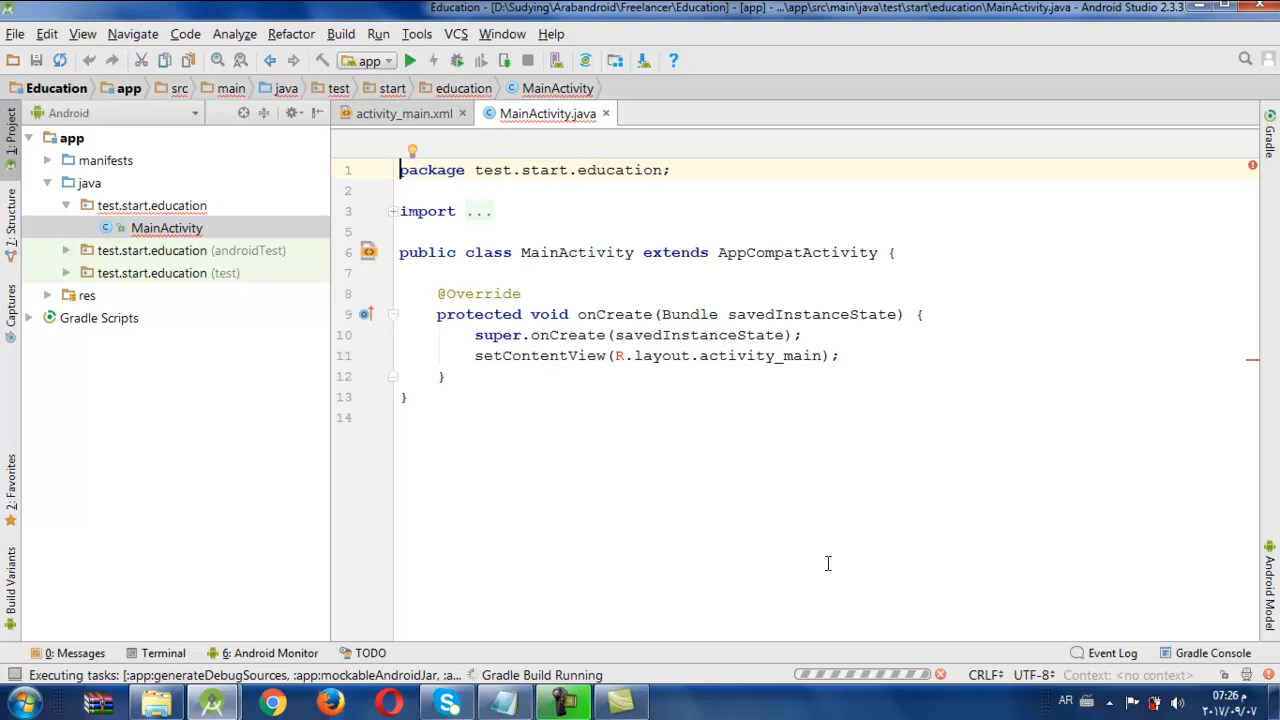 Education - [D:\Sudying\Arabandroid\Freelancer\Education] - [app] - ...\app\src\main\java\test\start\education\MainActivity.java - Android Studio 2.3.3
File Edit View Navigate Code Analyze Refactor Build Run Tools VCS Window Help
app
Education app src main java test start education MainActivity
Android
activity_main.xml MainActivity.java
1: Project
7: Structure
Captures
2: Favorites
Build Variants
app
manifests
java
test.start.education
MainActivity
test.start.education (androidTest)
test.start.education (test)
res
Gradle Scripts
1 package test.start.education;
2
3 import ...
5
6 public class MainActivity extends AppCompatActivity {
7
8 @Override
9 protected void onCreate(Bundle savedInstanceState) {
10 super.onCreate(savedInstanceState);
11 setContentView(R.layout.activity_main);
12 }
13 }
14
Gradle
Android Model
0: Messages Terminal 6: Android Monitor TODO Event Log Gradle Console
Executing tasks: [:app:generateDebugSources, :app:mockableAndroidJar, :a... Gradle Build Running CRLF UTF-8 Context: <no context>
AR
07:26 م
٢٠١٧/٠٩/٠٧